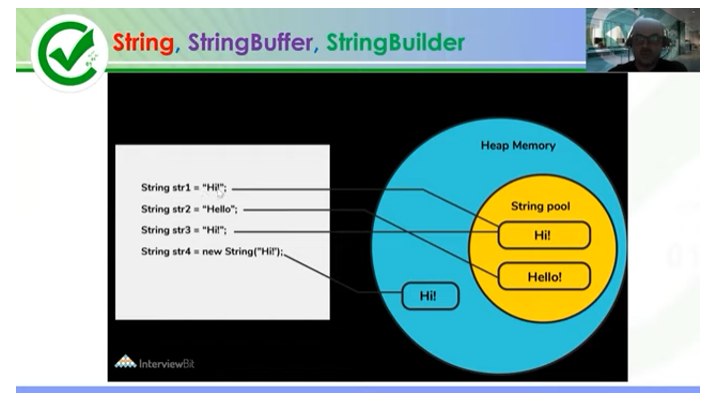 String, StringBuffer, StringBuilder
Heap Memory
String pool
String str1 = "Hi!";
String str2 = "Hello";
String str3 = "Hi!";
String str4 = new String("Hi!");
Hi!
Hello!
Hi!
InterviewBit